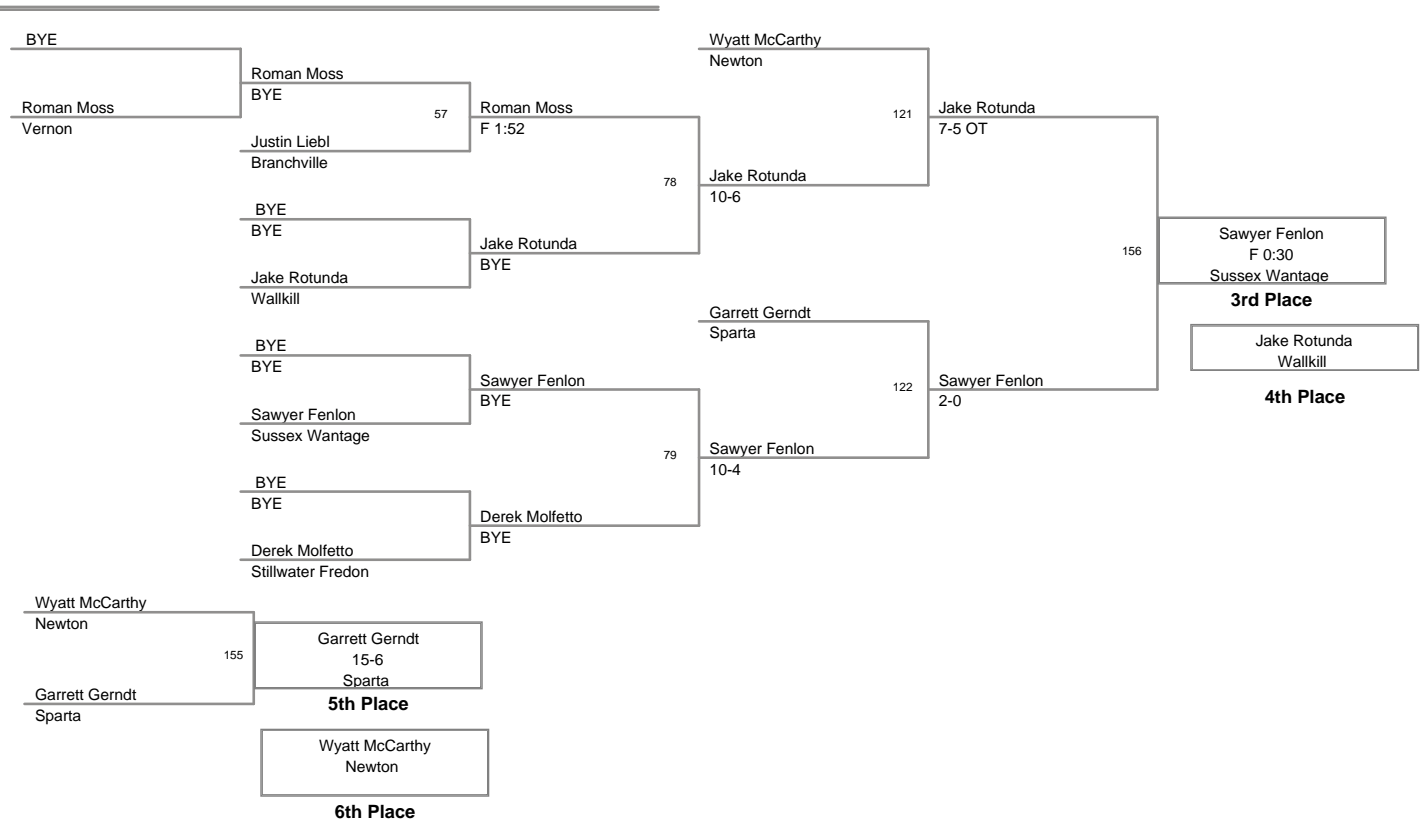 BYE
Roman Moss
Vernon
Roman Moss
BYE
57
Justin Liebl
Branchville
Roman Moss
F 1:52
BYE
BYE
Jake Rotunda
Wallkill
Jake Rotunda
BYE
78
BYE
BYE
Sawyer Fenlon
Sussex Wantage
Sawyer Fenlon
BYE
BYE
BYE
Derek Molfetto
Stillwater Fredon
Derek Molfetto
BYE
79
Wyatt McCarthy
Newton
121
Jake Rotunda
10-6
Jake Rotunda
7-5 OT
Garrett Gerndt
Sparta
122
Sawyer Fenlon
10-4
Sawyer Fenlon
2-0
156
Sawyer Fenlon
F 0:30
Sussex Wantage
3rd Place
Jake Rotunda
Wallkill
4th Place
Wyatt McCarthy
Newton
155
Garrett Gerndt
Sparta
Garrett Gerndt
15-6
Sparta
5th Place
Wyatt McCarthy
Newton
6th Place